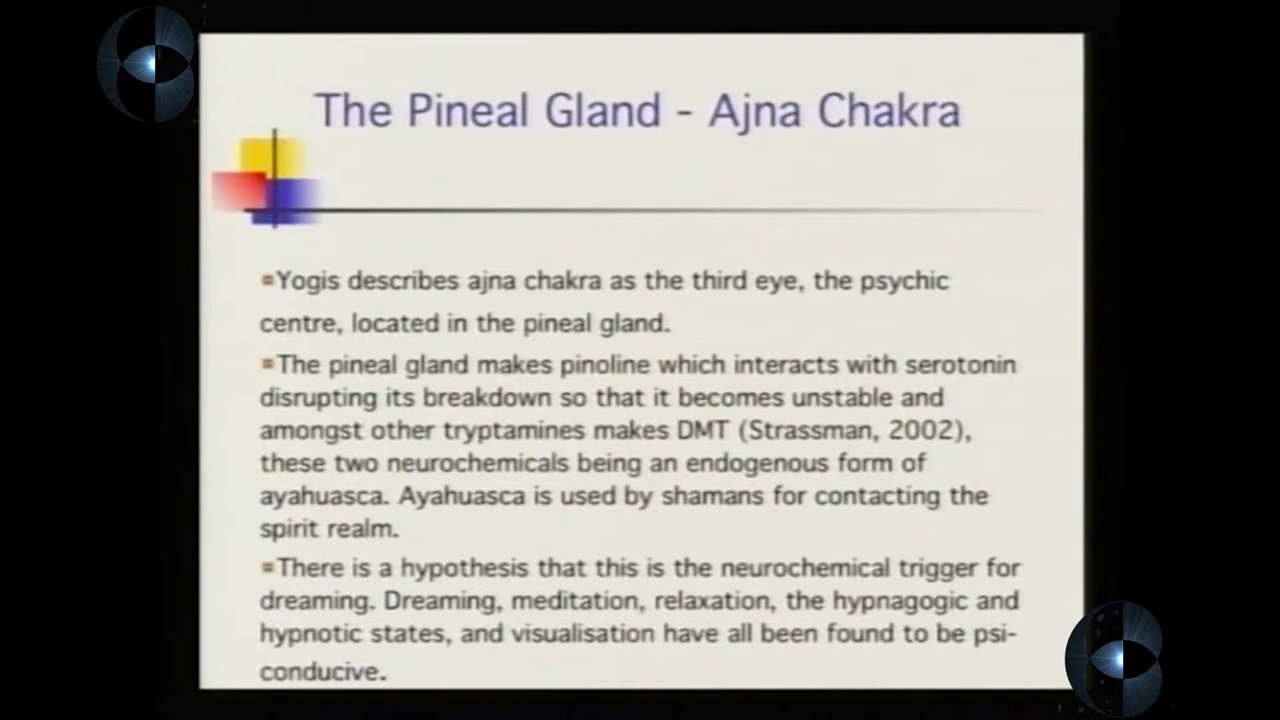 The Pineal Gland - Ajna Chakra
Yogis describes ajna chakra as the third eye, the psychic
centre, located in the pineal gland.
The pineal gland makes pinoline which interacts with serotonin
disrupting its breakdown so that it becomes unstable and
amongst other tryptamines makes DMT (Strassman, 2002),
these two neurochemicals being an endogenous form of
ayahuasca. Ayahuasca is used by shamans for contacting the
spirit realm.
There is a hypothesis that this is the neurochemical trigger for
dreaming. Dreaming, meditation, relaxation, the hypnagogic and
hypnotic states, and visualisation have all been found to be psi-
conducive.